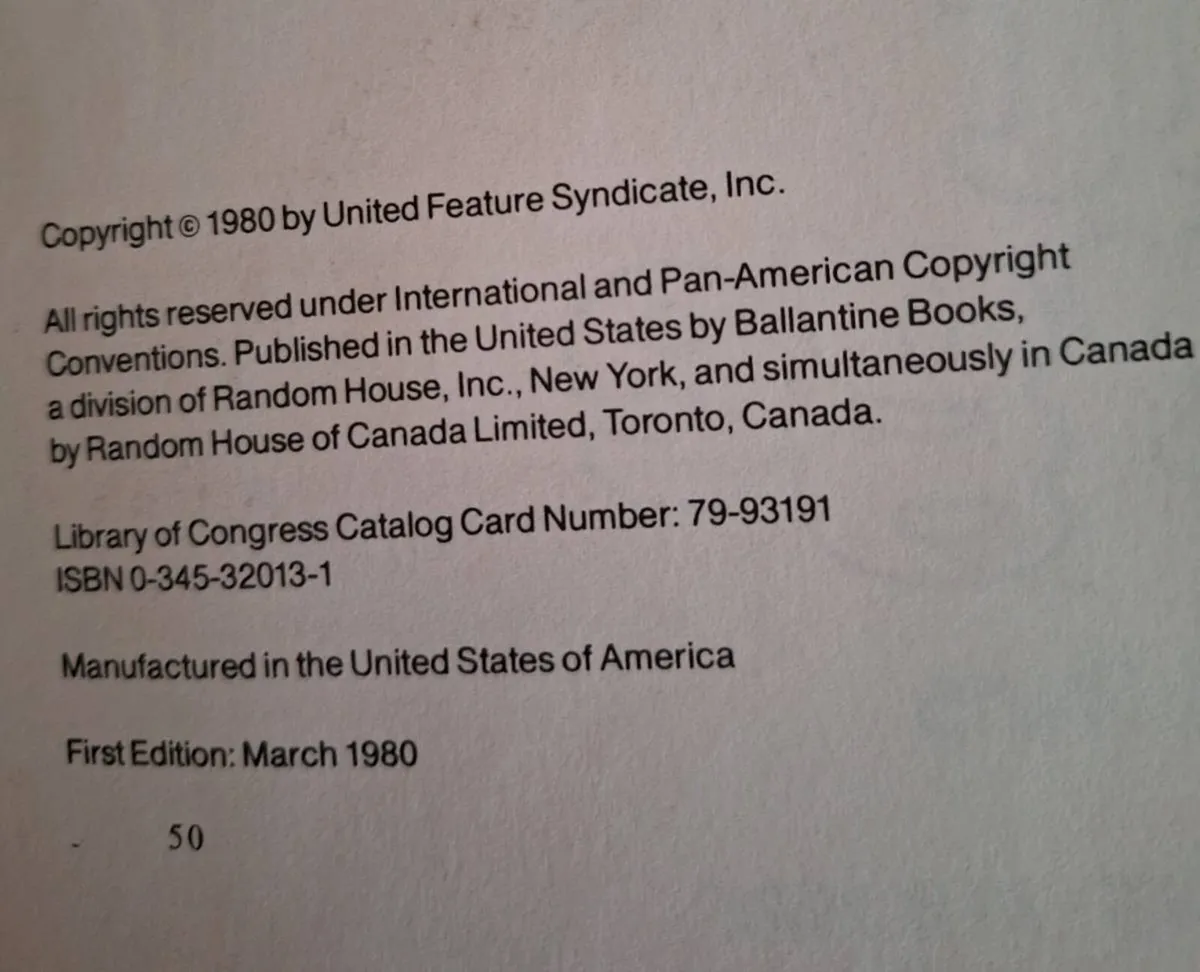 Copyright © 1980 by United Feature Syndicate, Inc.
All rights reserved under International and Pan-American Copyright
Conventions. Published in the United States by Ballantine Books,
a division of Random House, Inc., New York, and simultaneously in Canada
by Random House of Canada Limited, Toronto, Canada.
Library of Congress Catalog Card Number: 79-93191
ISBN 0-345-32013-1
Manufactured in the United States of America
First Edition: March 1980
50